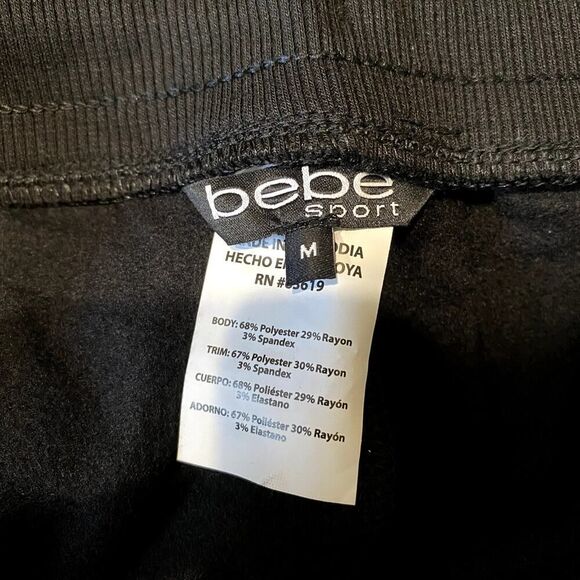 bebe
sport
M
HECHO
RN
BODY: 68% Polyester 29% Rayon
3% Spandex
TRIM: 67% Polyester 30% Rayon
3% Spandex
CUERPO: 68% Poliéster 29% Rayón
3% Elastano
ADORNO: 67% Poliéster 30% Rayón
3% Elastano